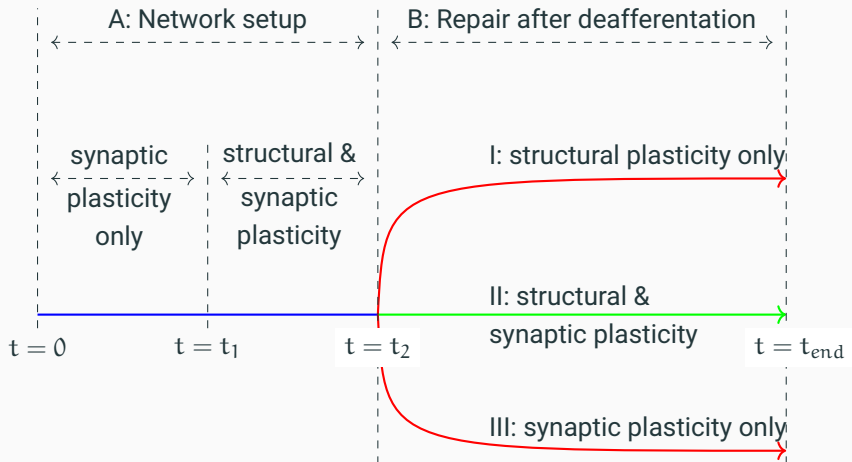 A: Network setup
B: Repair after deafferentation
synaptic
plasticity
only
structural &
synaptic
plasticity
I: structural plasticity only
II: structural &
synaptic plasticity
t = 0
t = t₁
t = t₂
t = tₑₙd
III: synaptic plasticity only